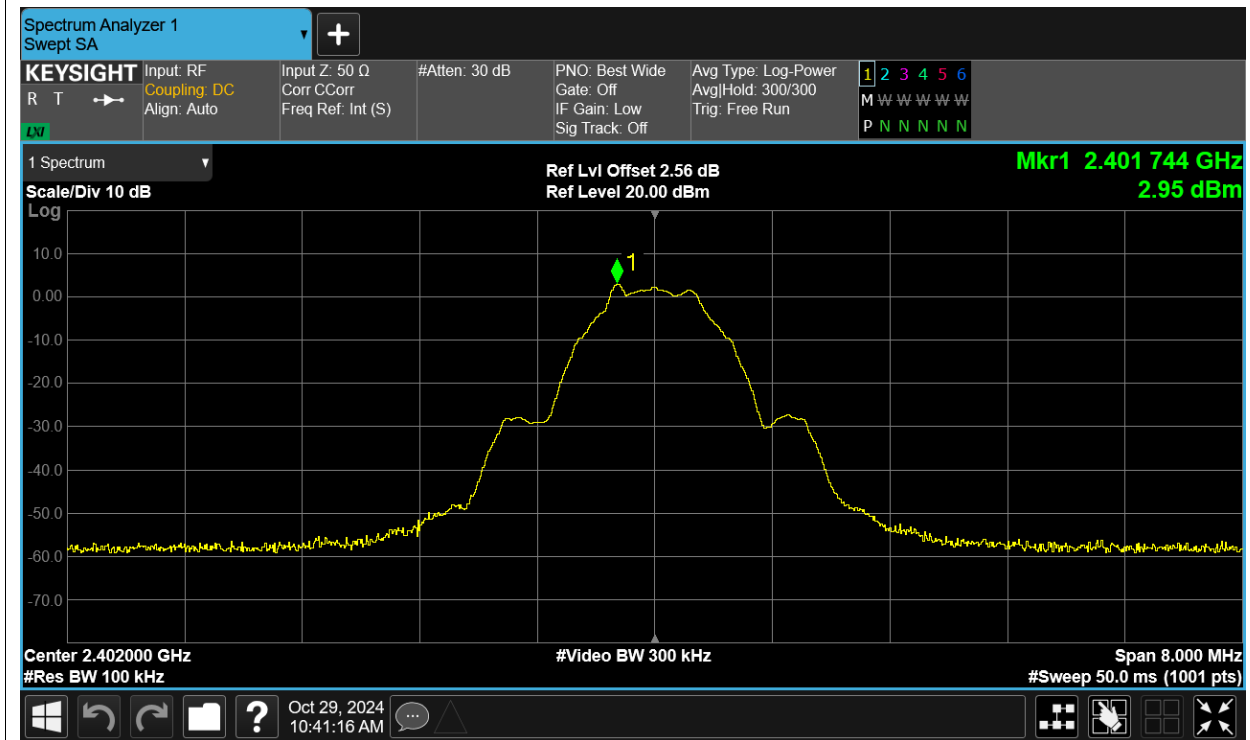 Spectrum Analyzer 1
Swept SA
KEYSIGHT
R T
LXI
Input: RF
Coupling: DC
Align: Auto
Input Z: 50 Ω
Corr CCorr
Freq Ref: Int (S)
#Atten: 30 dB
PNO: Best Wide
Gate: Off
IF Gain: Low
Sig Track: Off
Avg Type: Log-Power
Avg|Hold: 300/300
Trig: Free Run
1 2 3 4 5 6
M W W W W W
P N N N N N
1 Spectrum
Scale/Div 10 dB
Log
Ref Lvl Offset 2.56 dB
Ref Level 20.00 dBm
Mkr1 2.401 744 GHz
2.95 dBm
1
10.0
0.00
-10.0
-20.0
-30.0
-40.0
-50.0
-60.0
-70.0
Center 2.402000 GHz
#Res BW 100 kHz
#Video BW 300 kHz
Span 8.000 MHz
#Sweep 50.0 ms (1001 pts)
?
Oct 29, 2024
10:41:16 AM